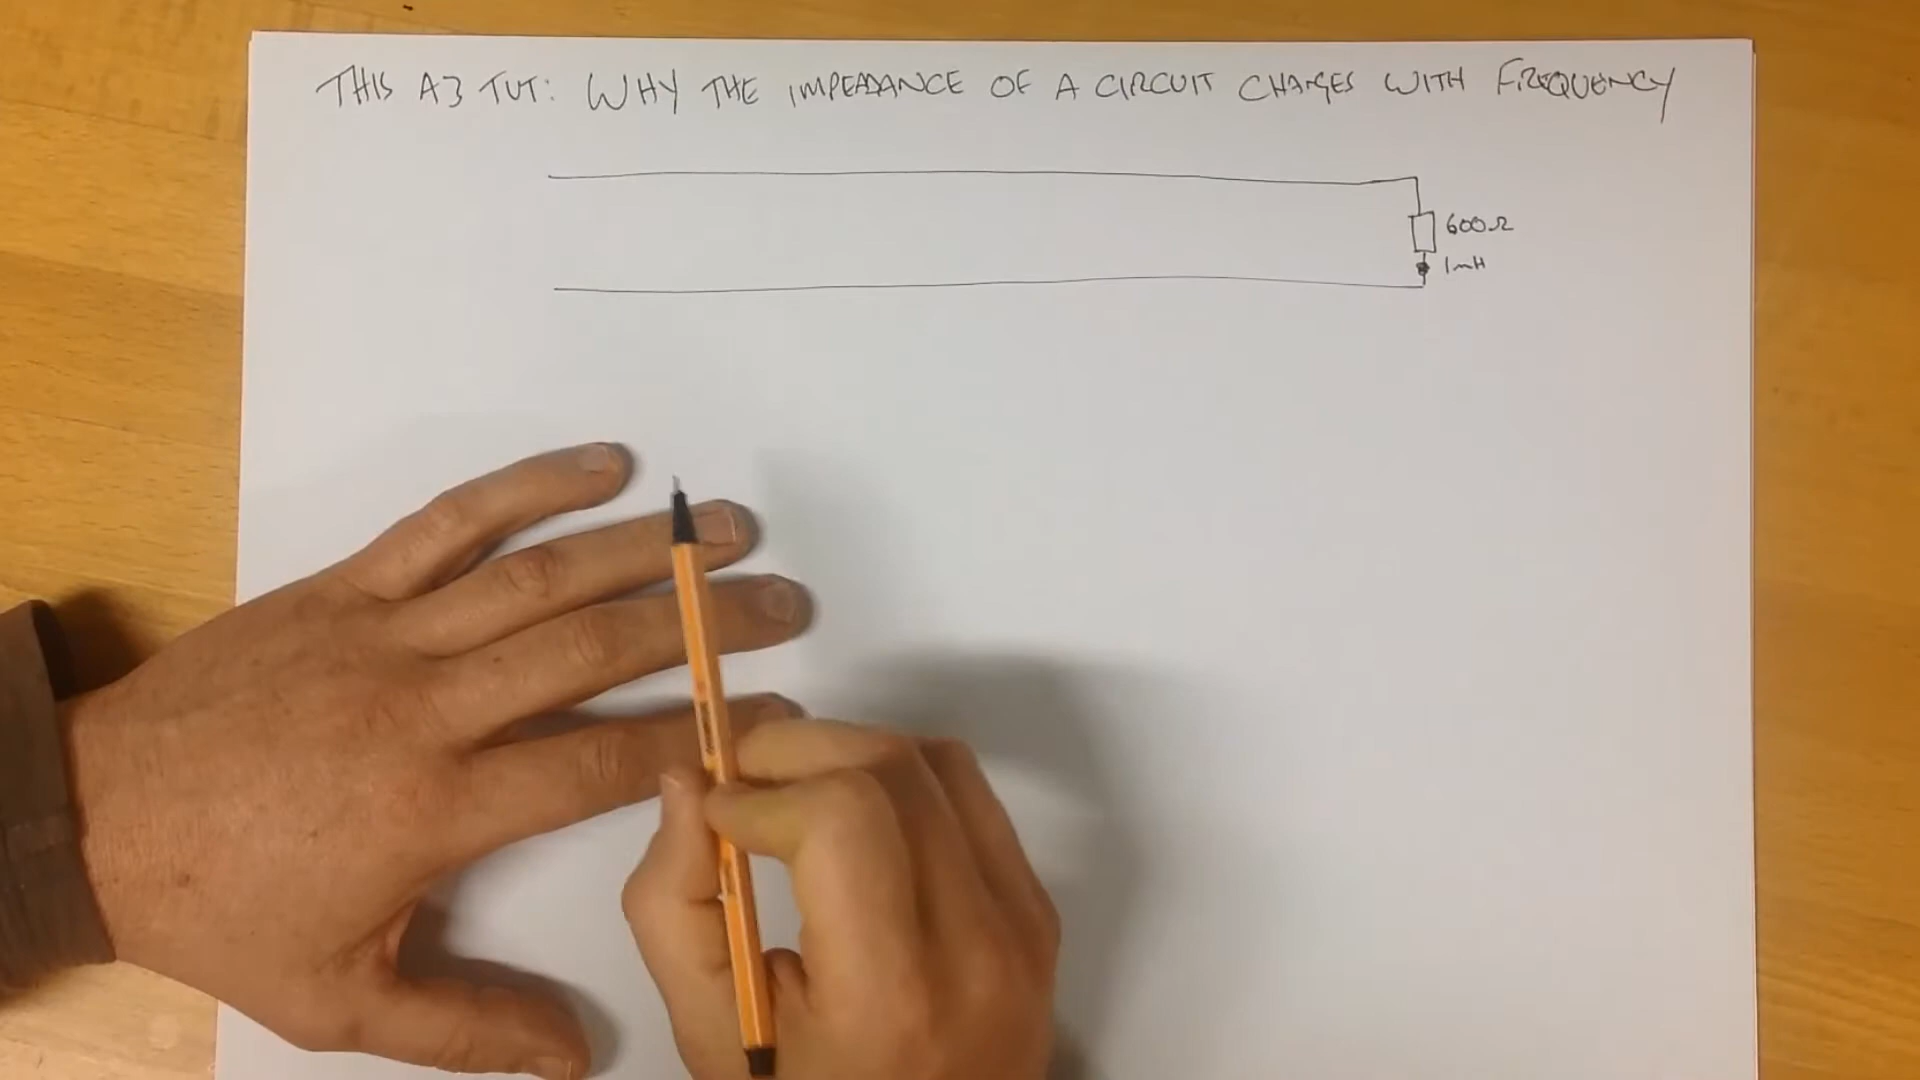 THIS A3 TUT: WHY THE IMPEDANCE OF A CIRCUIT CHANGES WITH FREQUENCY
600Ω
1mH